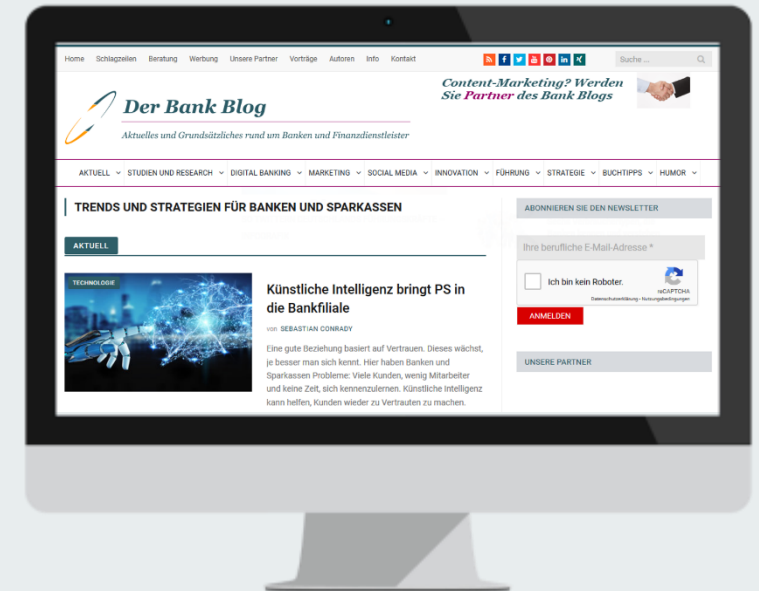 Home Schlagzeilen Beratung Werbung Unsere Partner Vorträge Autoren Info Kontakt
Suche ...
Der Bank Blog
Aktuelles und Grundsätzliches rund um Banken und Finanzdienstleister
Content-Marketing? Werden
Sie Partner des Bank Blogs
AKTUELL STUDIEN UND RESEARCH DIGITAL BANKING MARKETING SOCIAL MEDIA INNOVATION FÜHRUNG STRATEGIE BUCHTIPPS HUMOR
TRENDS UND STRATEGIEN FÜR BANKEN UND SPARKASSEN
AKTUELL
TECHNOLOGIE
Künstliche Intelligenz bringt PS in
die Bankfiliale
von SEBASTIAN CONRADY
Eine gute Beziehung basiert auf Vertrauen. Dieses wächst,
je besser man sich kennt. Hier haben Banken und
Sparkassen Probleme: Viele Kunden, wenig Mitarbeiter
und keine Zeit, sich kennenzulernen. Künstliche Intelligenz
kann helfen, Kunden wieder zu Vertrauten zu machen.
ABONNIEREN SIE DEN NEWSLETTER
Ihre berufliche E-Mail-Adresse *
Ich bin kein Roboter.
reCAPTCHA
Datenschutzerklärung - Nutzungsbedingungen
ANMELDEN
UNSERE PARTNER